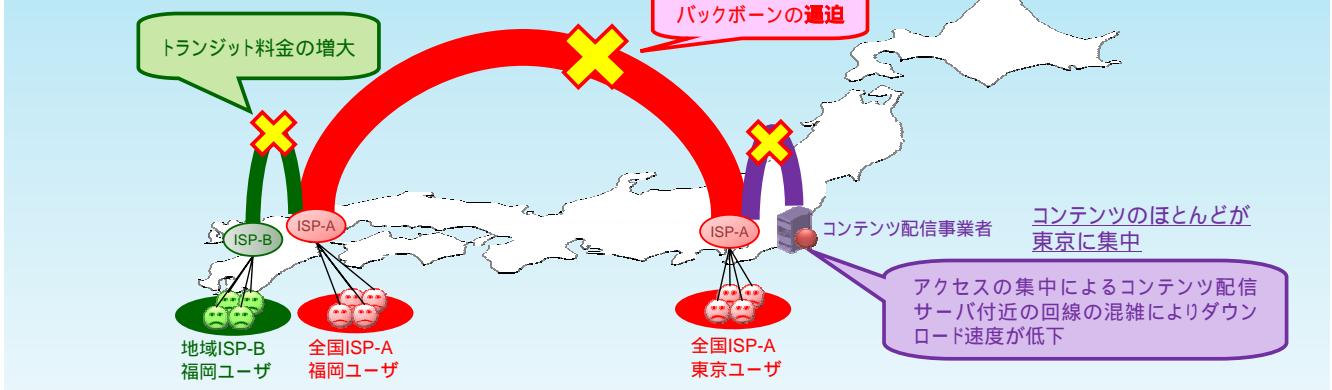 バックボーンの逼迫
トランジット料金の増大
ISP-B
ISP-A
ISP-A
コンテンツ配信事業者
コンテンツのほとんどが
東京に集中
アクセスの集中によるコンテンツ配信
サーバ付近の回線の混雑によりダウン
ロード速度が低下
地域ISP-B
福岡ユーザ
全国ISP-A
福岡ユーザ
全国ISP-A
東京ユーザ